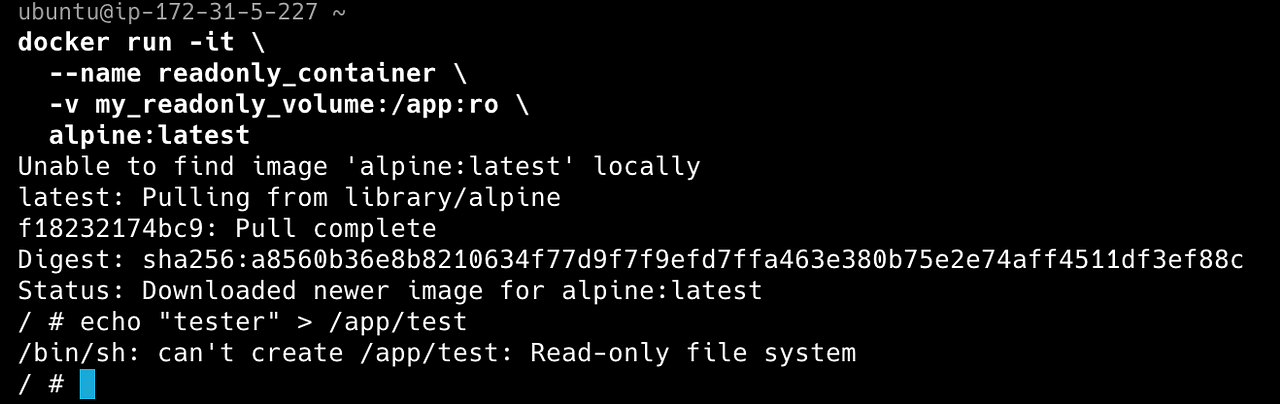 ubuntu@ip-172-31-5-227 ~
docker run -it \
  --name readonly_container \
  -v my_readonly_volume:/app:ro \
  alpine:latest
Unable to find image 'alpine:latest' locally
latest: Pulling from library/alpine
f18232174bc9: Pull complete
Digest: sha256:a8560b36e8b8210634f77d9f7f9efd7ffa463e380b75e2e74aff4511df3ef88c
Status: Downloaded newer image for alpine:latest
/ # echo "tester" > /app/test
/bin/sh: can't create /app/test: Read-only file system
/ #